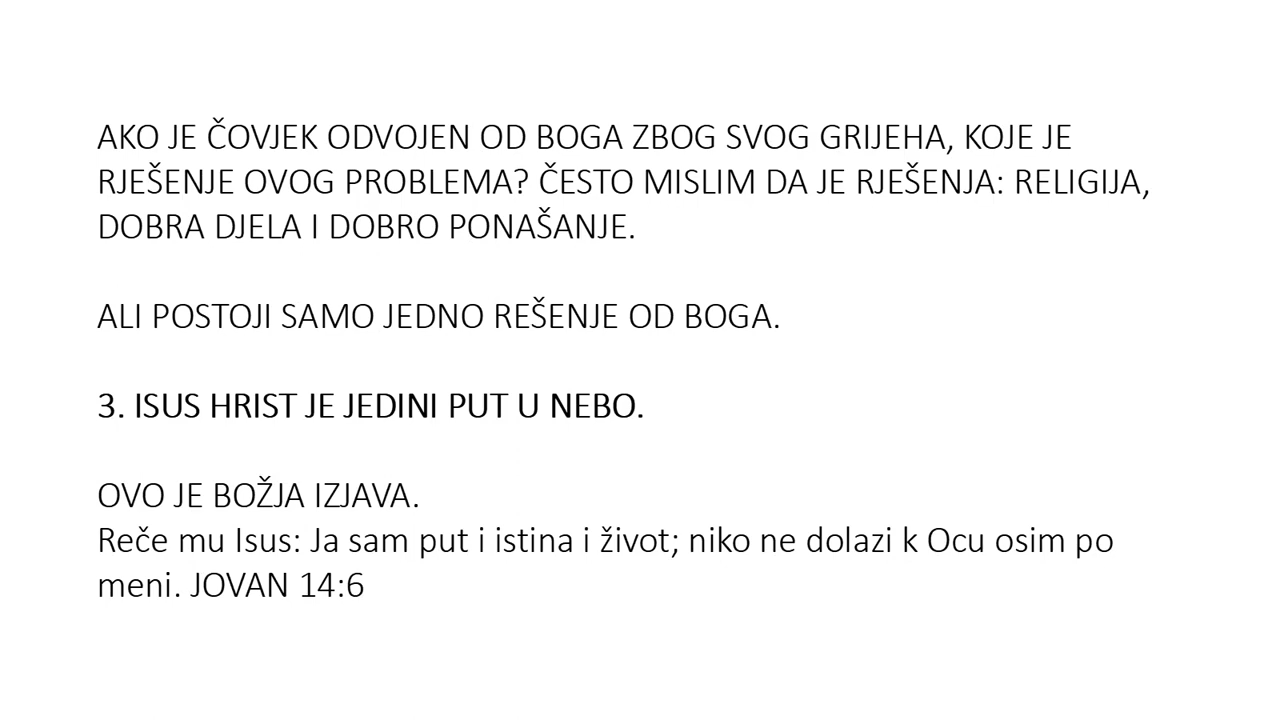 AKO JE ČOVJEK ODVOJEN OD BOGA ZBOG SVOG GRIJEHA, KOJE JE
RJEŠENJE OVOG PROBLEMA? ČESTO MISLIM DA JE RJEŠENJA: RELIGIJA,
DOBRA DJELA I DOBRO PONAŠANJE.
ALI POSTOJI SAMO JEDNO REŠENJE OD BOGA.
3. ISUS HRIST JE JEDINI PUT U NEBO.
OVO JE BOŽJA IZJAVA.
Reče mu Isus: Ja sam put i istina i život; niko ne dolazi k Ocu osim po
meni. JOVAN 14:6